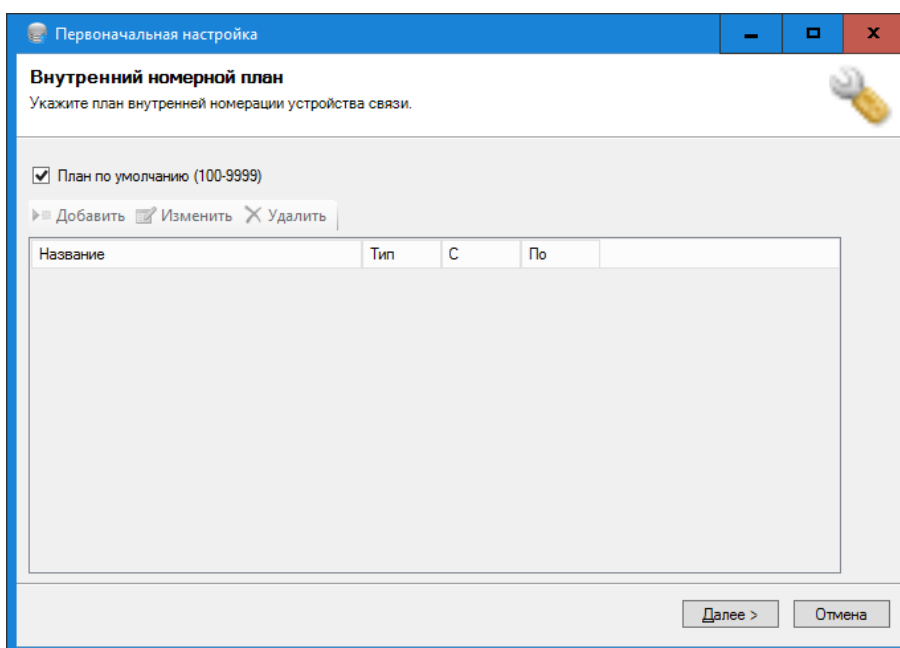 Первоначальная настройка
Внутренний номерной план
Укажите план внутренней номерации устройства связи.
План по умолчанию (100-9999)
Добавить Изменить Удалить
Название Тип С По
Далее > Отмена